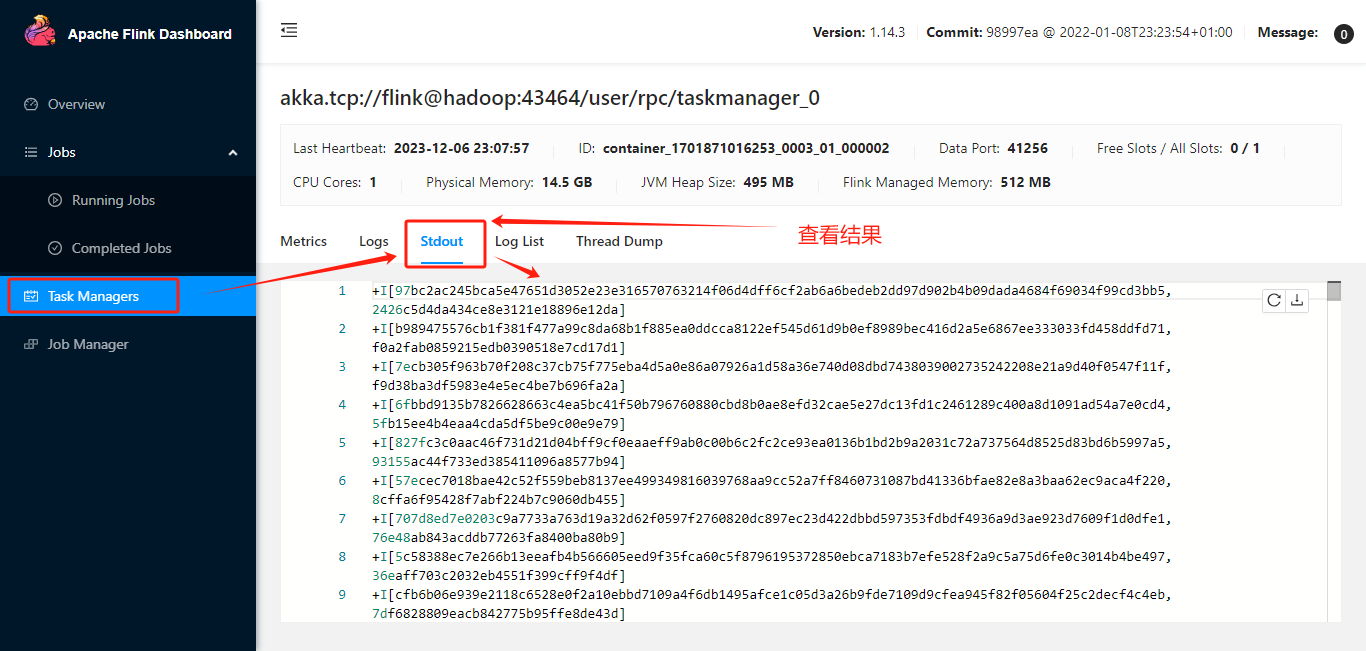 Apache Flink Dashboard
Version: 1.14.3 Commit: 98997ea @ 2022-01-08T23:23:54+01:00 Message: 0
Overview
Jobs
Running Jobs
Completed Jobs
Task Managers
Job Manager
akka.tcp://flink@hadoop:43464/user/rpc/taskmanager_0
Last Heartbeat: 2023-12-06 23:07:57 ID: container_1701871016253_0003_01_000002 Data Port: 41256 Free Slots / All Slots: 0 / 1
CPU Cores: 1 Physical Memory: 14.5 GB JVM Heap Size: 495 MB Flink Managed Memory: 512 MB
Metrics Logs Stdout Log List Thread Dump
查看结果
1 +I[97bc2ac245bca5e47651d3052e23e316570763214f06d4dff6cf2ab6a6bedeb2dd97d902b4b09dada4684f69034f99cd3bb5,
2426c5d4da434ce8e3121e18896e12da]
2 +I[b989475576cb1f381f477a99c8da68b1f885ea0ddcca8122ef545d61d9b0ef8989bec416d2a5e6867ee333033fd458ddfd71,
f0a2fab0859215edb0390518e7cd17d1]
3 +I[7ecb305f963b70f208c37cb75f775eba4d5a0e86a07926a1d58a36e740d08dbd7438039002735242208e21a9d40f0547f11f,
f9d38ba3df5983e4e5ec4be7b696fa2a]
4 +I[6fbbd9135b7826628663c4ea5bc41f50b796760880cbd8b0ae8efd32cae5e27dc13fd1c2461289c400a8d1091ad54a7e0cd4,
5fb15ee4b4eaa4cda5df5be9c00e9e79]
5 +I[827fc3c0aac46f731d21d04bff9cf0eaaeff9ab0c00b6c2fc2ce93ea0136b1bd2b9a2031c72a737564d8525d83bd6b5997a5,
93155ac44f733ed385411096a8577b94]
6 +I[57ecec7018bae42c52f559beb8137ee499349816039768aa9cc52a7ff8460731087bd41336bfae82e8a3baa62ec9aca4f220,
8cffa6f95428f7abf224b7c9060db455]
7 +I[707d8ed7e0203c9a7733a763d19a32d62f0597f2760820dc897ec23d422dbbd597353fdbdf4936a9d3ae923d7609f1d0dfe1,
76e48ab843acddb77263fa8400ba80b9]
8 +I[5c58388ec7e266b13eeafb4b566605eed9f35fca60c5f8796195372850ebca7183b7efe528f2a9c5a75d6fe0c3014b4be497,
36eaff703c2032eb4551f399cff9f4df]
9 +I[cfb6b06e939e2118c6528e0f2a10ebbd7109a4f6db1495afce1c05d3a26b9fde7109d9cfea945f82f05604f25c2decf4c4eb,
7df6828809eacb842775b95ffe8de43d]